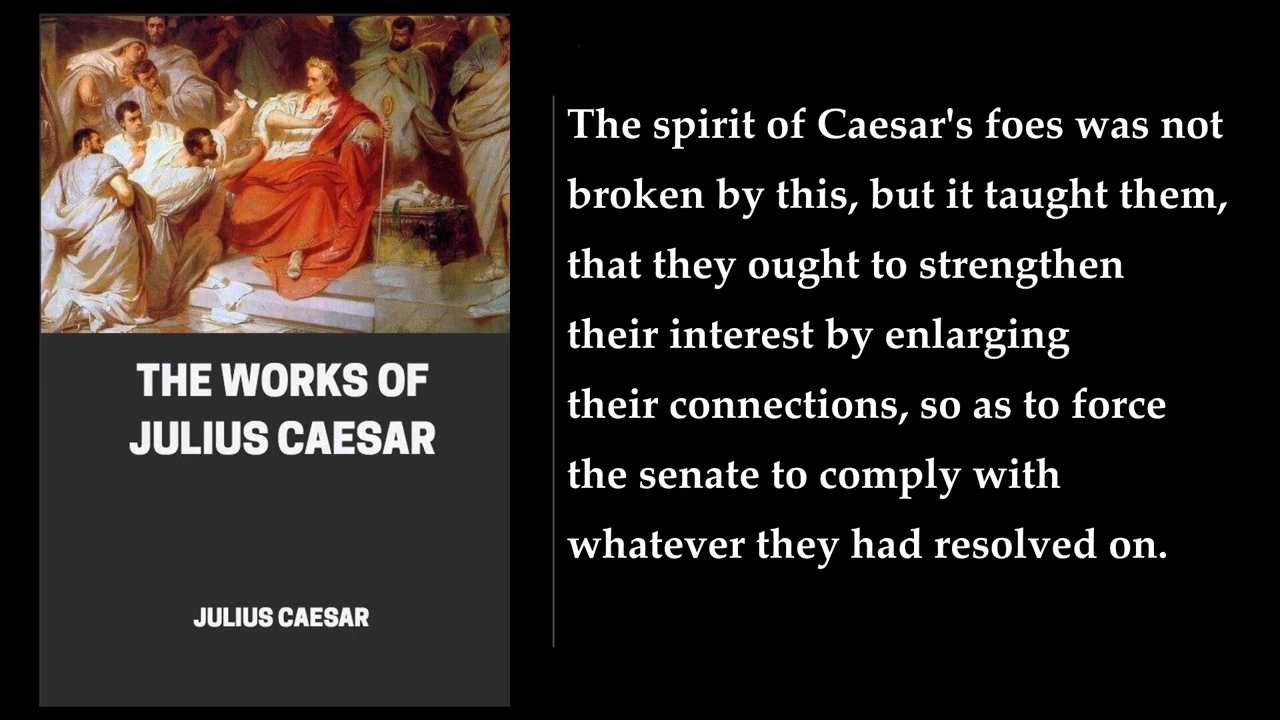 THE WORKS OF
JULIUS CAESAR
JULIUS CAESAR
The spirit of Caesar's foes was not
broken by this, but it taught them,
that they ought to strengthen
their interest by enlarging
their connections, so as to force
the senate to comply with
whatever they had resolved on.